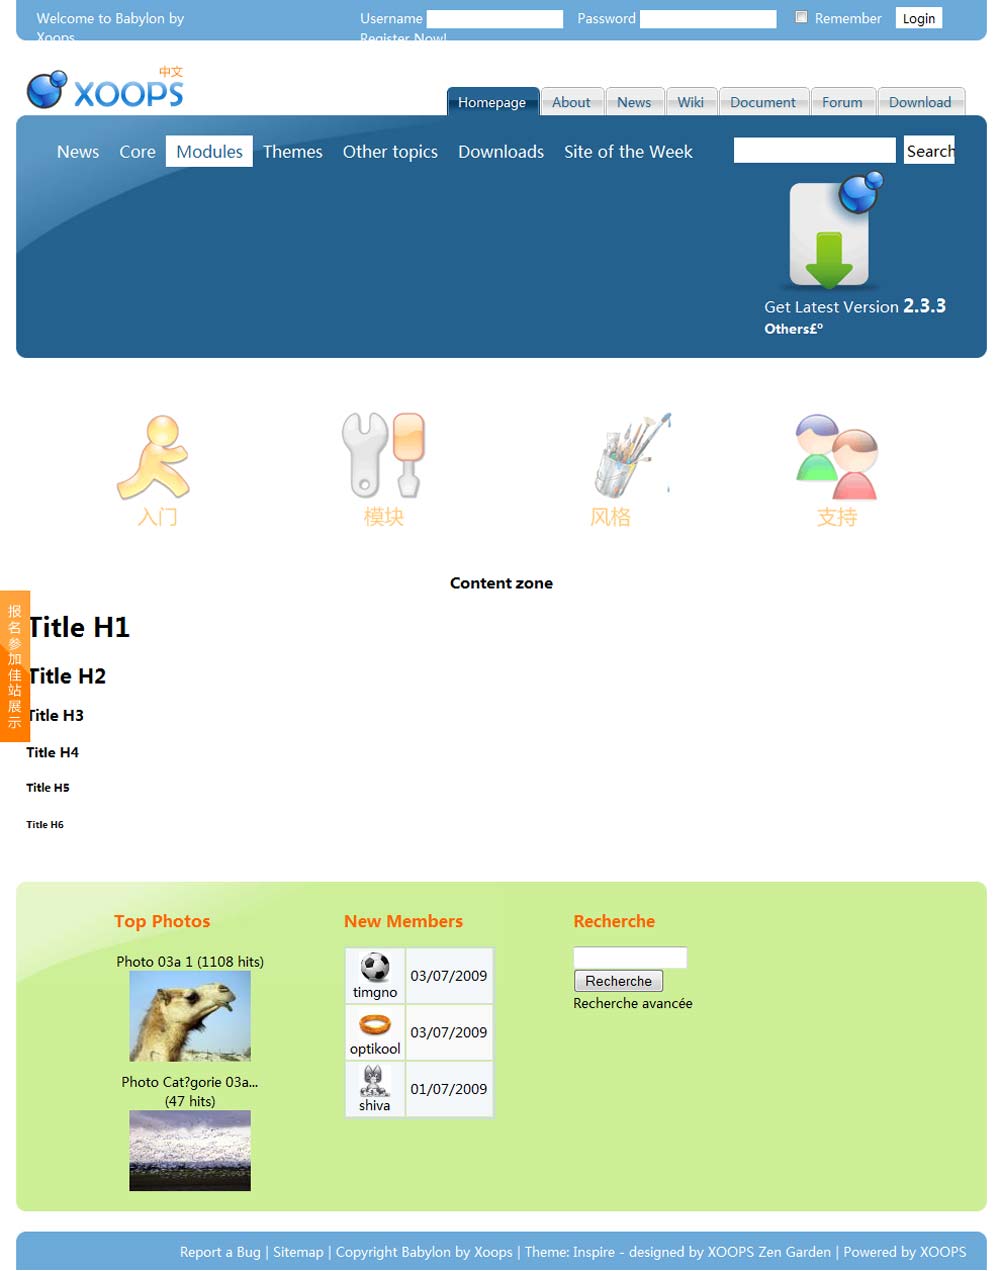 Welcome to Babylon by
Xoops
Username
Password
Remember
Login
Register Now!
中文
XOOPS
Homepage
About
News
Wiki
Document
Forum
Download
News
Core
Modules
Themes
Other topics
Downloads
Site of the Week
Search
Get Latest Version 2.3.3
Others£º
入门
模块
风格
支持
Content zone
报名参加佳站展示
Title H1
Title H2
Title H3
Title H4
Title H5
Title H6
Top Photos
Photo 03a 1 (1108 hits)
Photo Cat?gorie 03a...
(47 hits)
New Members
timgno
03/07/2009
optikool
03/07/2009
shiva
01/07/2009
Recherche
Recherche
Recherche avancée
Report a Bug | Sitemap | Copyright Babylon by Xoops | Theme: Inspire - designed by XOOPS Zen Garden | Powered by XOOPS